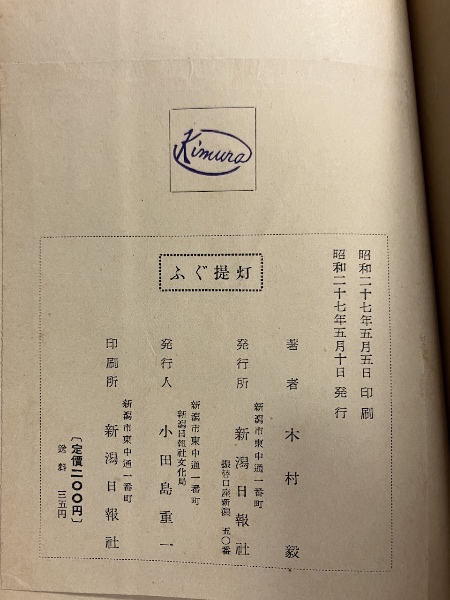 Kimura
ふぐ提灯
昭和二十七年五月五日 印刷
昭和二十七年五月十日 発行
著者 木村毅
新潟市東中通一番町
発行所 新潟日報社
振替口座新潟 五〇番
新潟市東中通一番町
新潟日報社文化局
発行人 小田島重一
新潟市東中通一番町
印刷所 新潟日報社
〔定價二〇〇円〕
送料 三五円